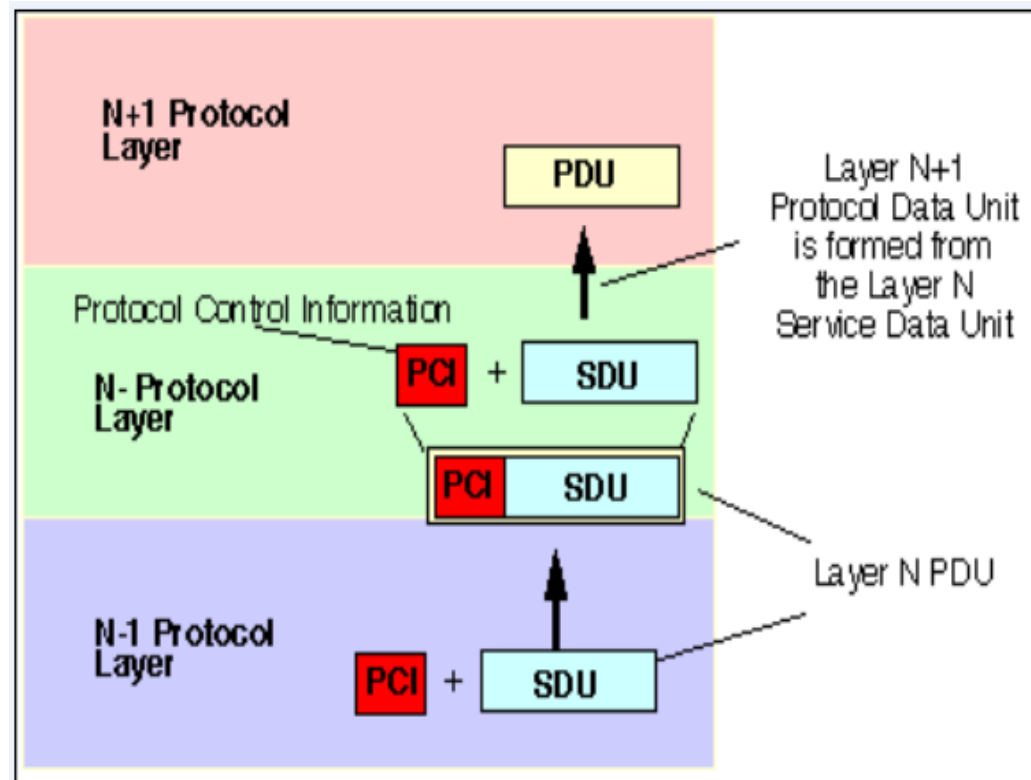 N+1 Protocol
Layer
PDU
Layer N+1
Protocol Data Unit
is formed from
the Layer N
Service Data Unit
Protocol Control Information
PCI + SDU
N- Protocol
Layer
PCI SDU
Layer N PDU
N-1 Protocol
Layer
PCI + SDU